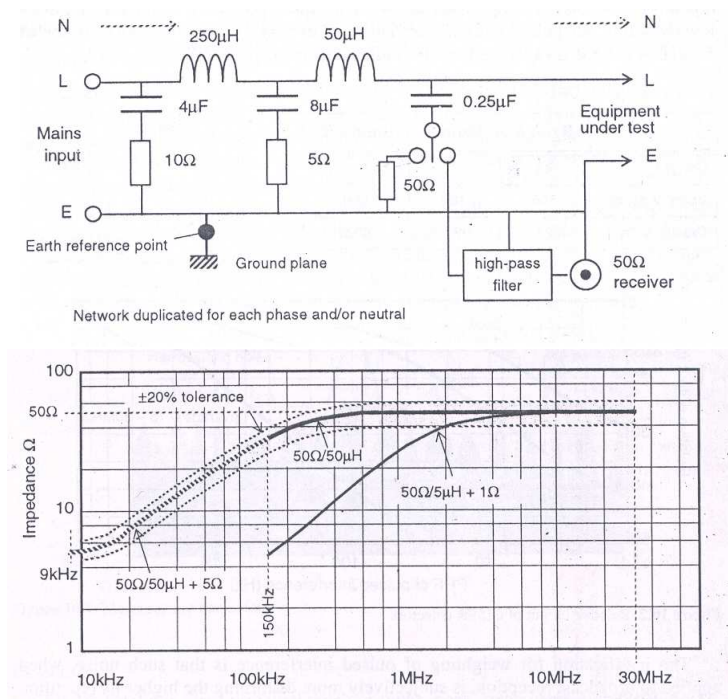 N
N
250µH
50µH
L
L
4µF
8µF
0.25µF
Mains
input
Equipment
under test
10Ω
5Ω
50Ω
E
E
Earth reference point
Ground plane
high-pass
filter
50Ω
receiver
Network duplicated for each phase and/or neutral
100
±20% tolerance
50Ω
50Ω/50µH
50Ω/5µH + 1Ω
Impedance Ω
10
9kHz
50Ω/50µH + 5Ω
150kHz
1
10kHz
100kHz
1MHz
10MHz
30MHz